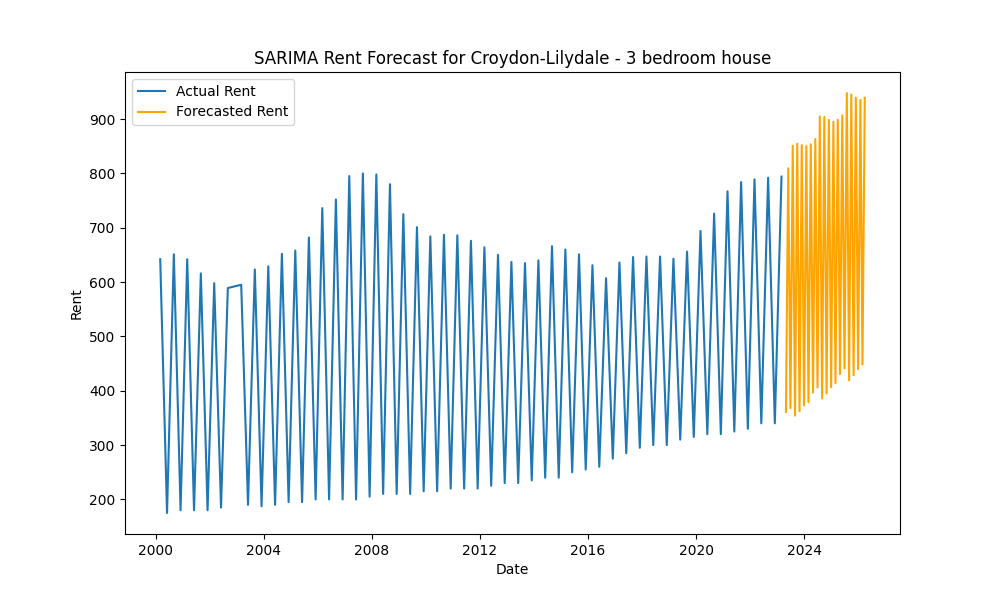 SARIMA Rent Forecast for Croydon-Lilydale - 3 bedroom house
Actual Rent
Forecasted Rent
900
800
700
600
500
400
300
200
Rent
2000 2004 2008 2012 2016 2020 2024
Date